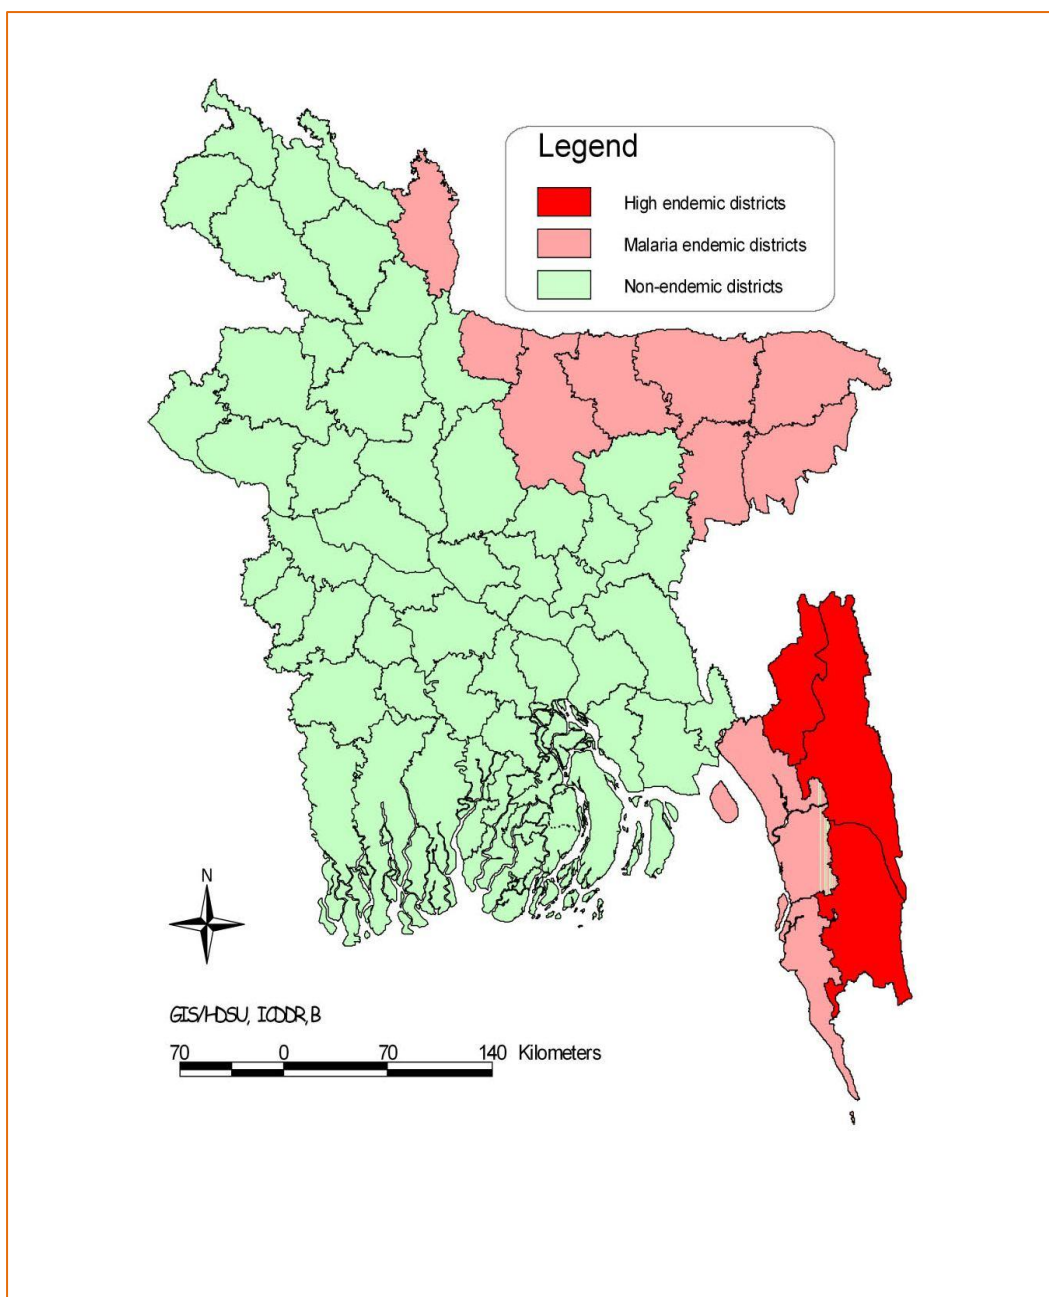 Legend
High endemic districts
Malaria endemic districts
Non-endemic districts
N
GIS/HDSU, ICDDR,B
70 0 70 140 Kilometers